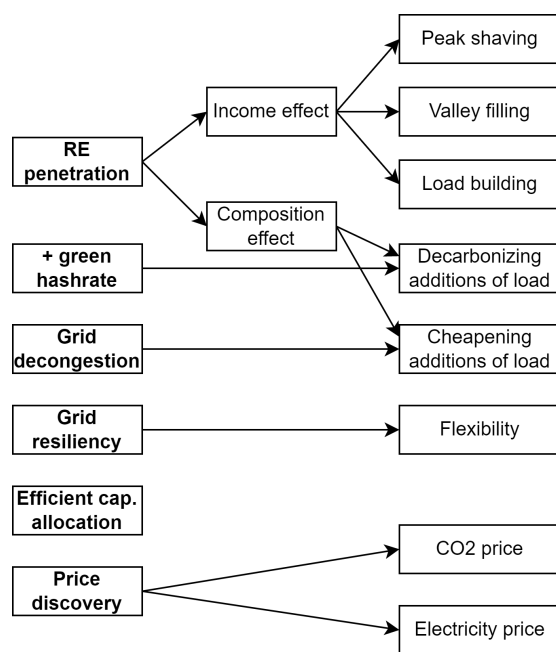 Peak shaving
Income effect
Valley filling
RE
penetration
Load building
Composition
effect
+ green
hashrate
Decarbonizing
additions of load
Grid
decongestion
Cheapening
additions of load
Grid
resiliency
Flexibility
Efficient cap.
allocation
CO2 price
Price
discovery
Electricity price